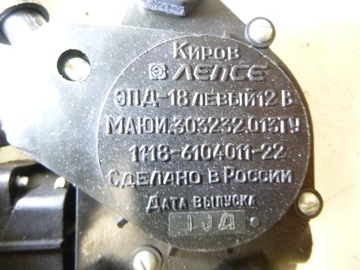 Киров
ЛЕПСЕ
ЭПД-18 ЛЕВЫЙ 12 В
МАЮИ.303232.013ТУ
1118-6104011-22
СДЕЛАНО В РОССИИ
ДАТА ВЫПУСКА